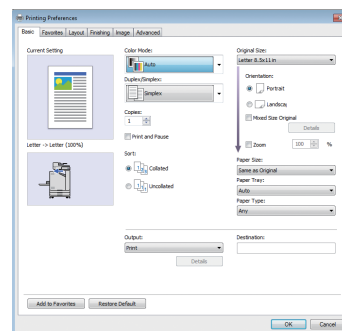 Printing Preferences
Basic Favorites Layout Finishing Image Advanced
Current Setting
Letter -> Letter (100%)
Color Mode:
Auto
Duplex/Simplex:
Simplex
Copies:
1
Print and Pause
Sort:
Collated
Uncollated
Output:
Print
Details
Original Size:
Letter 8.5x11 in
Orientation:
Portrait
Landscap
Mixed Size Original
Details
Zoom 100 %
Paper Size:
Same as Original
Paper Tray:
Auto
Paper Type:
Any
Destination:
Add to Favorites Restore Default
OK Cancel